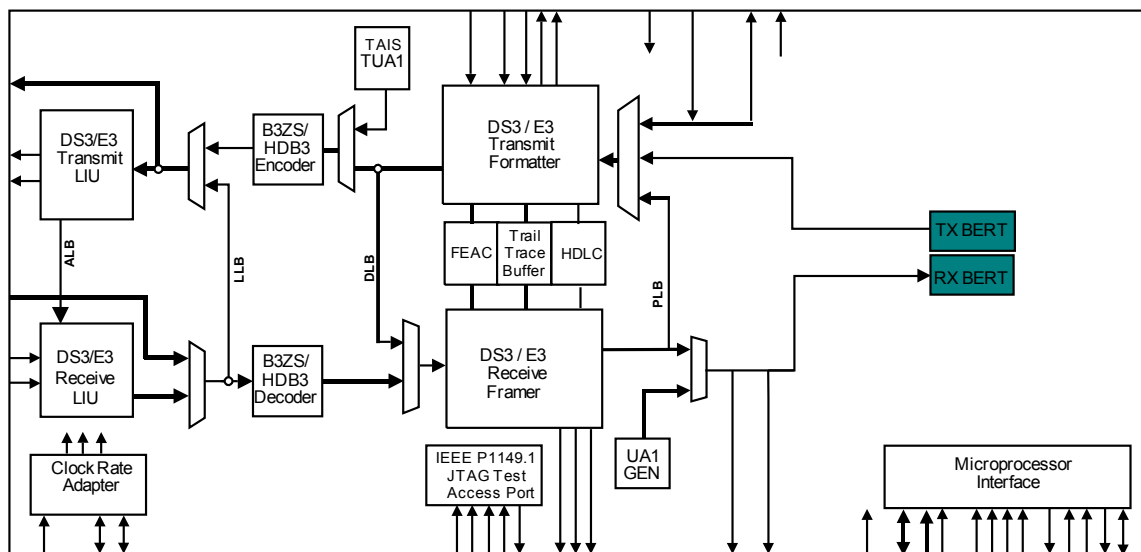 TAIS
TUA1
DS3/E3
Transmit
LIU
B3ZS/
HDB3
Encoder
DS3 / E3
Transmit
Formatter
ALB
LLB
DLB
FEAC
Trail
Trace
Buffer
HDLC
PLB
TX BERT
RX BERT
DS3/E3
Receive
LIU
B3ZS/
HDB3
Decoder
DS3 / E3
Receive
Framer
Clock Rate
Adapter
IEEE P1149.1
JTAG Test
Access Port
UA1
GEN
Microprocessor
Interface